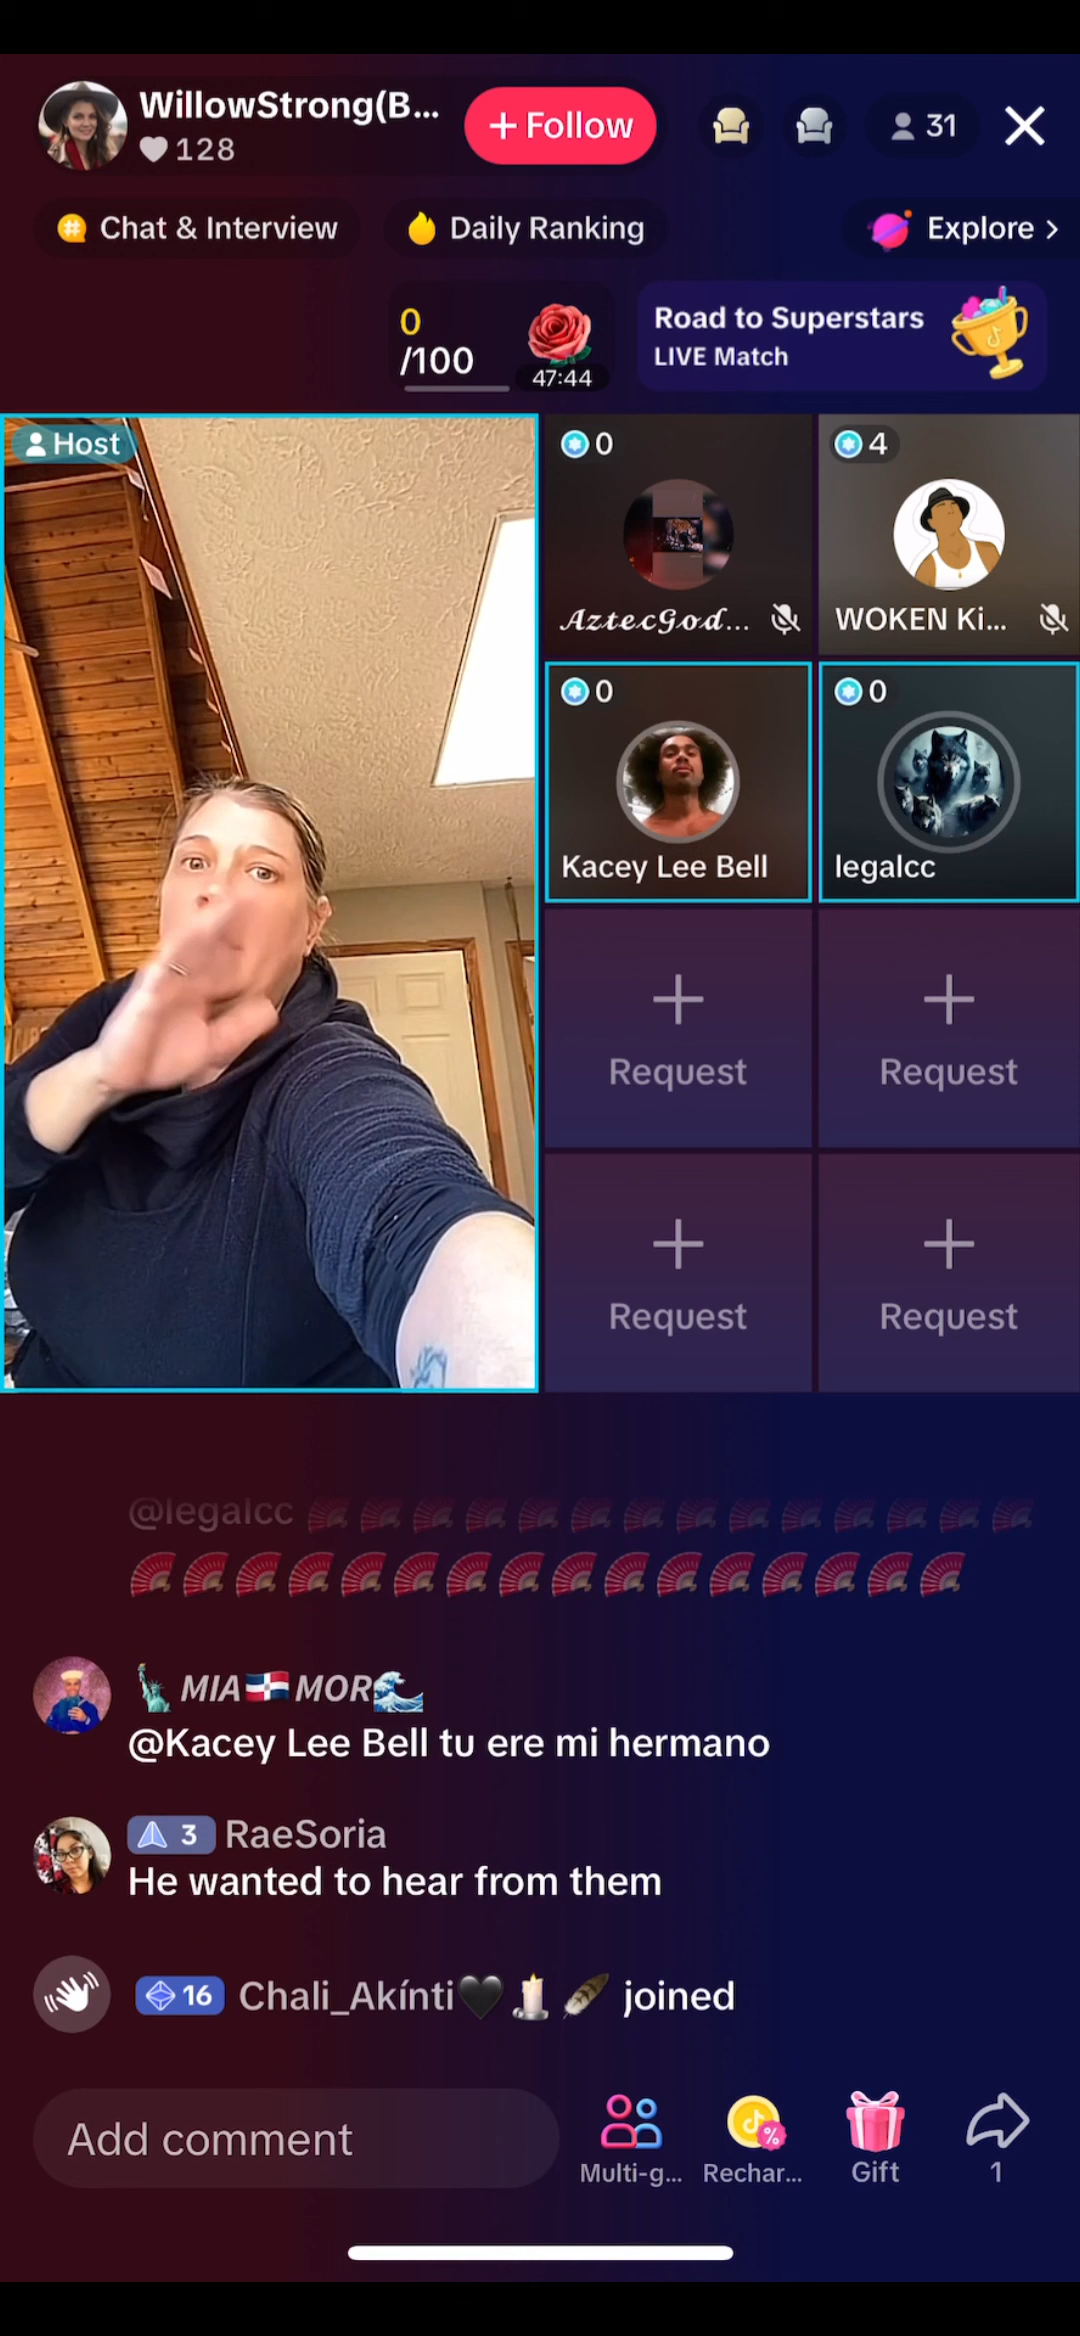 WillowStrong(B...
128
+ Follow
31
Chat & Interview
Daily Ranking
Explore >
0
/100
47:44
Road to Superstars
LIVE Match
Host
0
AztecGod...
4
WOKEN Ki...
0
Kacey Lee Bell
0
legalcc
+
Request
+
Request
+
Request
+
Request
@legalcc 🪭🪭🪭🪭🪭🪭🪭🪭🪭🪭🪭🪭🪭🪭
🪭🪭🪭🪭🪭🪭🪭🪭🪭🪭🪭🪭🪭🪭🪭🪭
🗽MIA🇩🇴MOR🌊
@Kacey Lee Bell tu ere mi hermano
3 RaeSoria
He wanted to hear from them
16 Chali_Akínti🖤🕯️🪶 joined
Add comment
Multi-g...
Rechar...
Gift
1